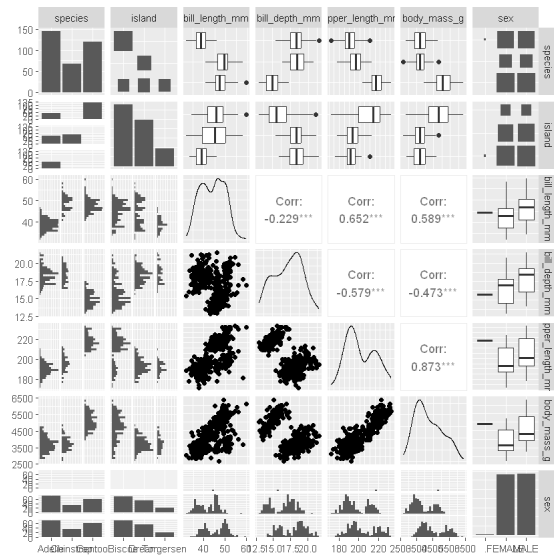 species island bill_length_mm bill_depth_mm pper_length_mr body_mass_g sex
150
100
50
0
species
island
60
50
40
Corr:
-0.229***
Corr:
0.652***
Corr:
0.589***
bill_length_mm
20.0
17.5
15.0
12.5
Corr:
-0.579***
Corr:
-0.473***
bill_depth_mm
220
200
180
Corr:
0.873***
pper_length_mr
6500
5500
4500
3500
2500
body_mass_g
sex
40 50 60 180 200 220 FEMALE